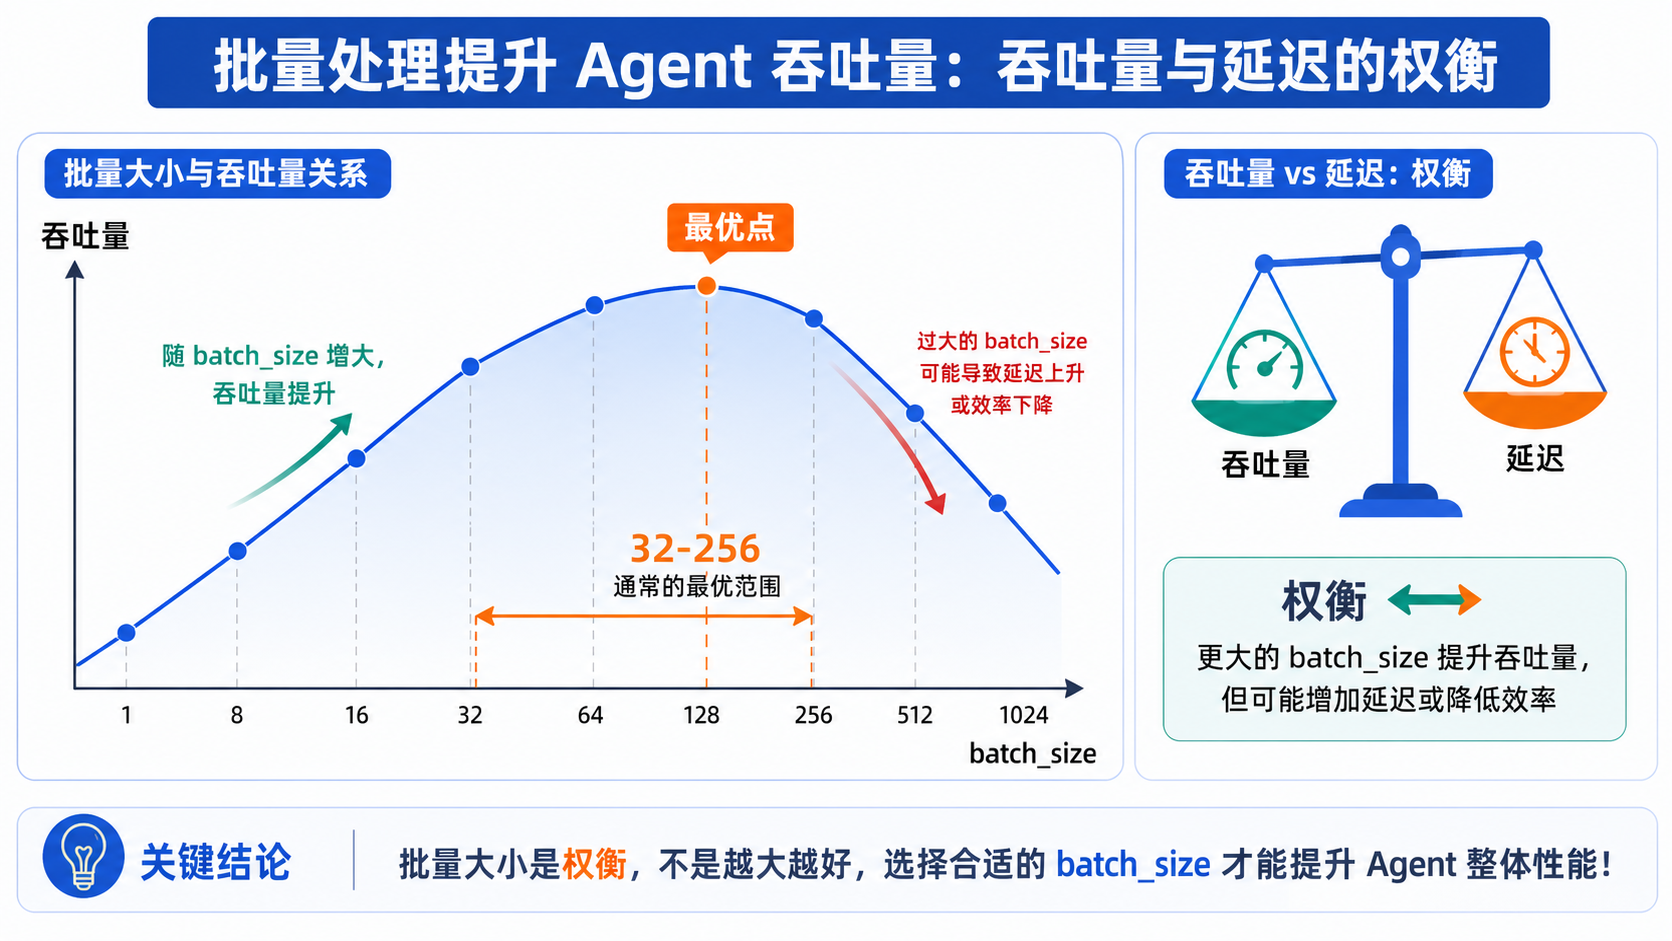 批量处理提升 Agent 吞吐量：吞吐量与延迟的权衡
批量大小与吞吐量关系
吞吐量
最优点
随 batch_size 增大，
吞吐量提升
过大的 batch_size
可能导致延迟上升
或效率下降
32-256
通常的最优范围
1 8 16 32 64 128 256 512 1024
batch_size
吞吐量 vs 延迟：权衡
吞吐量
延迟
权衡
更大的 batch_size 提升吞吐量，
但可能增加延迟或降低效率
关键结论
批量大小是权衡，不是越大越好，选择合适的 batch_size 才能提升 Agent 整体性能！